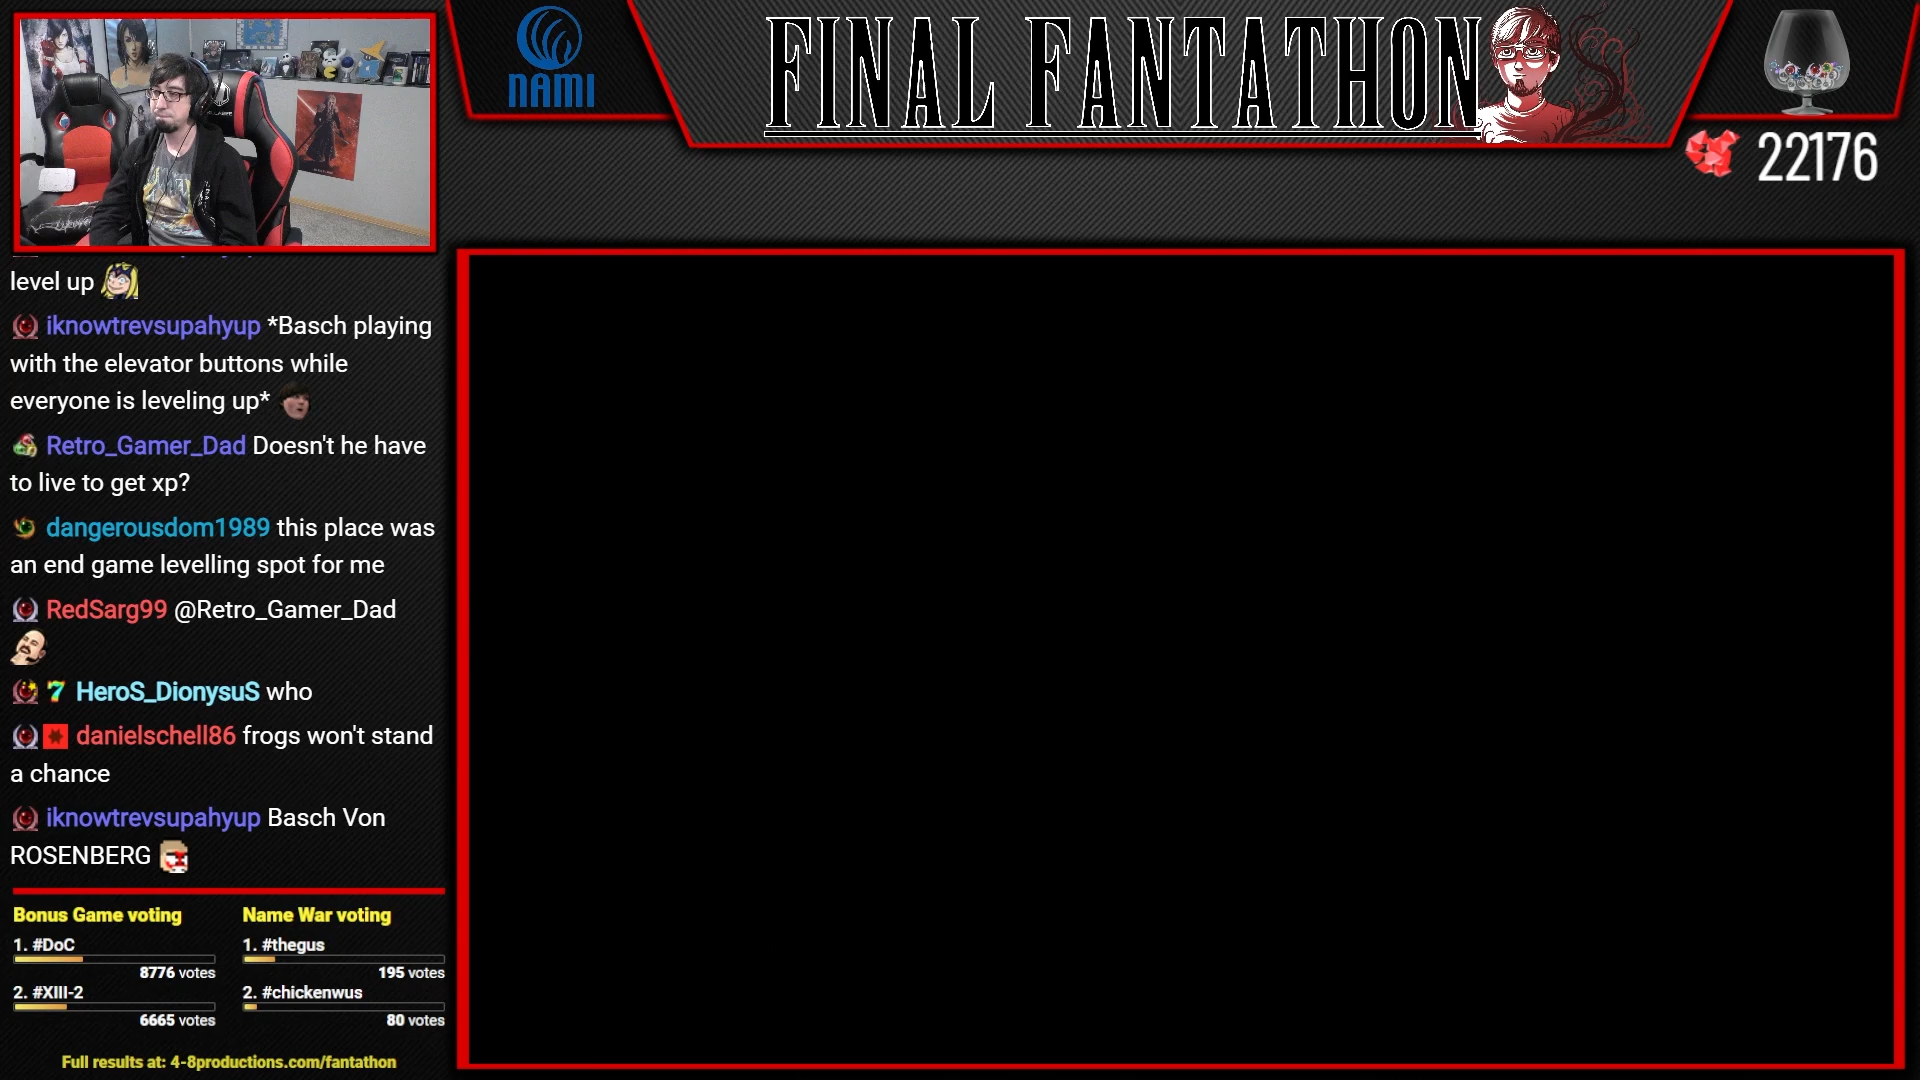 NAMI
FINAL FANTATHON
22176
level up
iknowtrevsupahyup *Basch playing
with the elevator buttons while
everyone is leveling up*
Retro_Gamer_Dad Doesn't he have
to live to get xp?
dangerousdom1989 this place was
an end game levelling spot for me
RedSarg99 @Retro_Gamer_Dad
7 HeroS_DionysuS who
danielschell86 frogs won't stand
a chance
iknowtrevsupahyup Basch Von
ROSENBERG
Bonus Game voting
1. #DoC
8776 votes
2. #XIII-2
6665 votes
Name War voting
1. #thegus
195 votes
2. #chickenwus
80 votes
Full results at: 4-8productions.com/fantathon